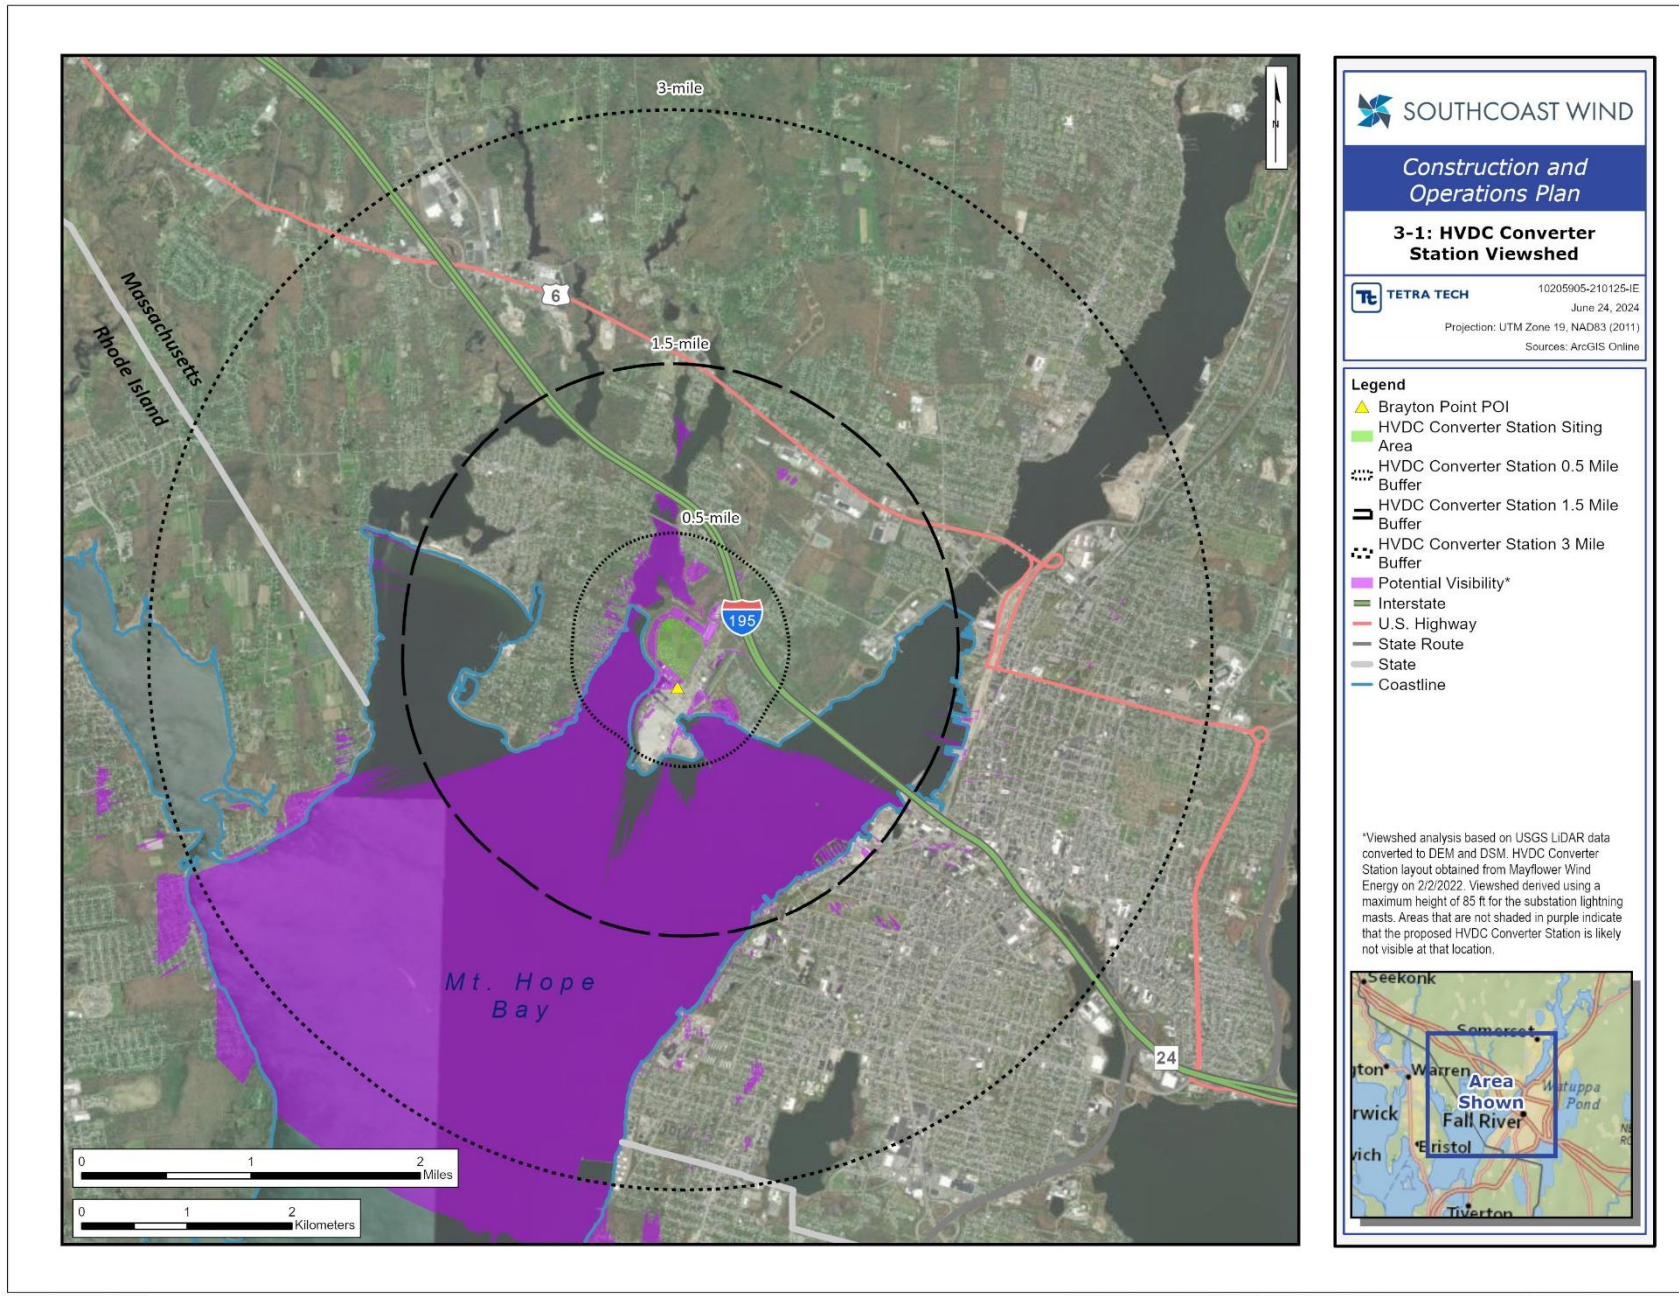 3-mile
N
6
1.5-mile
Massachusetts
Rhode Island
0.5-mile
195
Mt. Hope
Bay
24
0 1 2
Miles
0 1 2
Kilometers
SOUTHCOAST WIND
Construction and
Operations Plan
3-1: HVDC Converter
Station Viewshed
TETRA TECH
10205905-210125-IE
June 24, 2024
Projection: UTM Zone 19, NAD83 (2011)
Sources: ArcGIS Online
Legend
Brayton Point POI
HVDC Converter Station Siting
Area
HVDC Converter Station 0.5 Mile
Buffer
HVDC Converter Station 1.5 Mile
Buffer
HVDC Converter Station 3 Mile
Buffer
Potential Visibility*
Interstate
U.S. Highway
State Route
State
Coastline
*Viewshed analysis based on USGS LiDAR data
converted to DEM and DSM. HVDC Converter
Station layout obtained from Mayflower Wind
Energy on 2/2/2022. Viewshed derived using a
maximum height of 85 ft for the substation lightning
masts. Areas that are not shaded in purple indicate
that the proposed HVDC Converter Station is likely
not visible at that location.
Seekonk
Somerset
gton
Warren
Area
Shown
Watuppa
Pond
rwick
Fall River
Bristol
wich
Tiverton